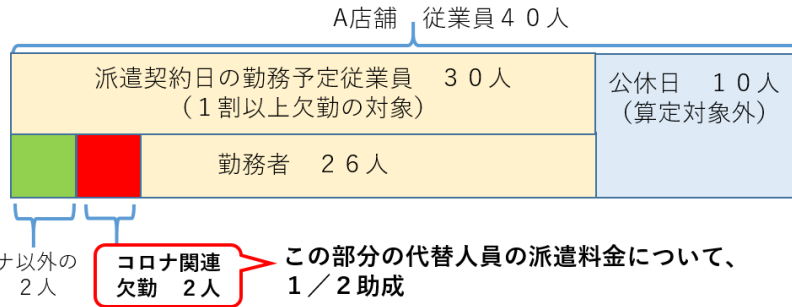 A店舗 従業員40人
派遣契約日の勤務予定従業員 30人
(1割以上欠勤の対象)
公休日 10人
(算定対象外)
勤務者 26人
ナ以外の
2人
コロナ関連
欠勤 2人
この部分の代替人員の派遣料金について、
1/2助成